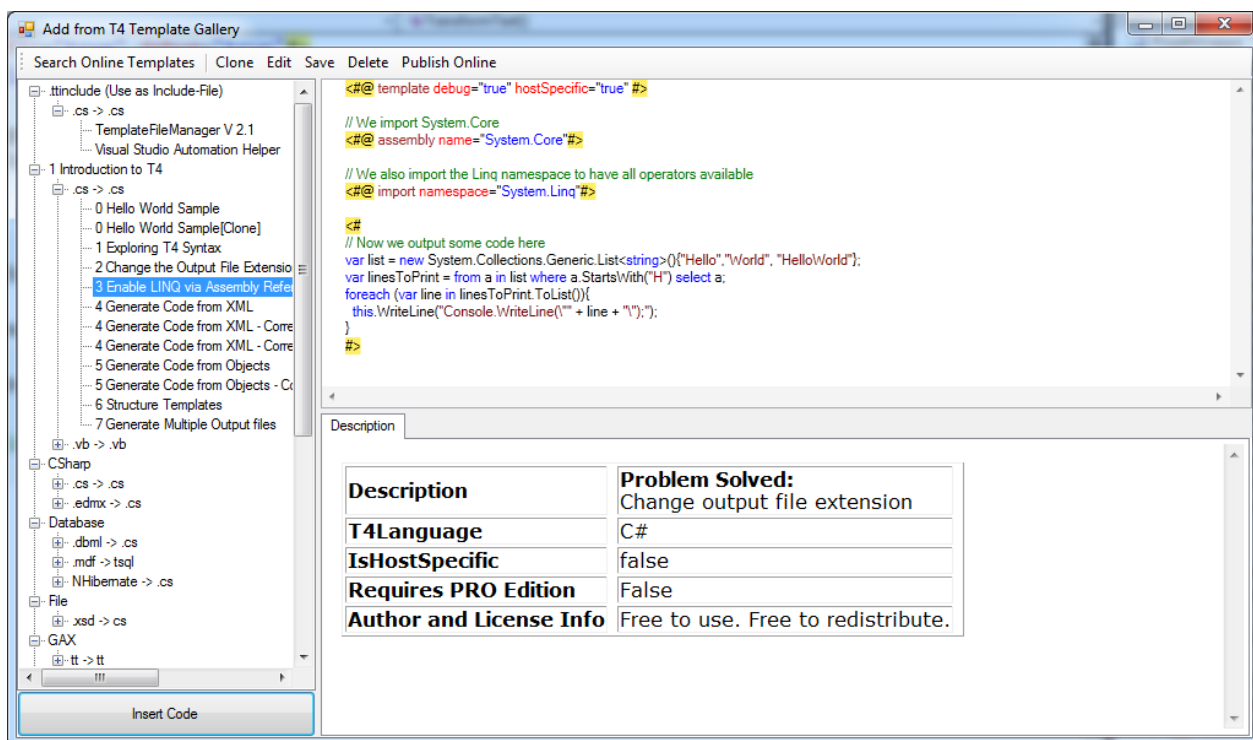 Add from T4 Template Gallery
Search Online Templates Clone Edit Save Delete Publish Online
.ttinclude (Use as Include-File)
.cs -> .cs
TemplateFileManager V 2.1
Visual Studio Automation Helper
1 Introduction to T4
.cs -> .cs
0 Hello World Sample
0 Hello World Sample[Clone]
1 Exploring T4 Syntax
2 Change the Output File Extensio
3 Enable LINQ via Assembly Refer
4 Generate Code from XML
4 Generate Code from XML - Corre
4 Generate Code from XML - Corre
5 Generate Code from Objects
5 Generate Code from Objects - Co
6 Structure Templates
7 Generate Multiple Output files
.vb -> .vb
CSharp
.cs -> .cs
.edmx -> .cs
Database
.dbml -> .cs
.mdf -> tsql
NHibernate -> .cs
File
.xsd -> cs
GAX
tt -> tt
Insert Code
<#@ template debug="true" hostSpecific="true" #>
// We import System.Core
<#@ assembly name="System.Core"#>
// We also import the Linq namespace to have all operators available
<#@ import namespace="System.Linq"#>
<#
// Now we output some code here
var list = new System.Collections.Generic.List<string>(){"Hello","World", "HelloWorld"};
var linesToPrint = from a in list where a.StartsWith("H") select a;
foreach (var line in linesToPrint.ToList()){
this.WriteLine("Console.WriteLine(\"" + line + "\");");
}
#>
Description
Description
Problem Solved:
Change output file extension
T4Language C#
IsHostSpecific false
Requires PRO Edition False
Author and License Info Free to use. Free to redistribute.